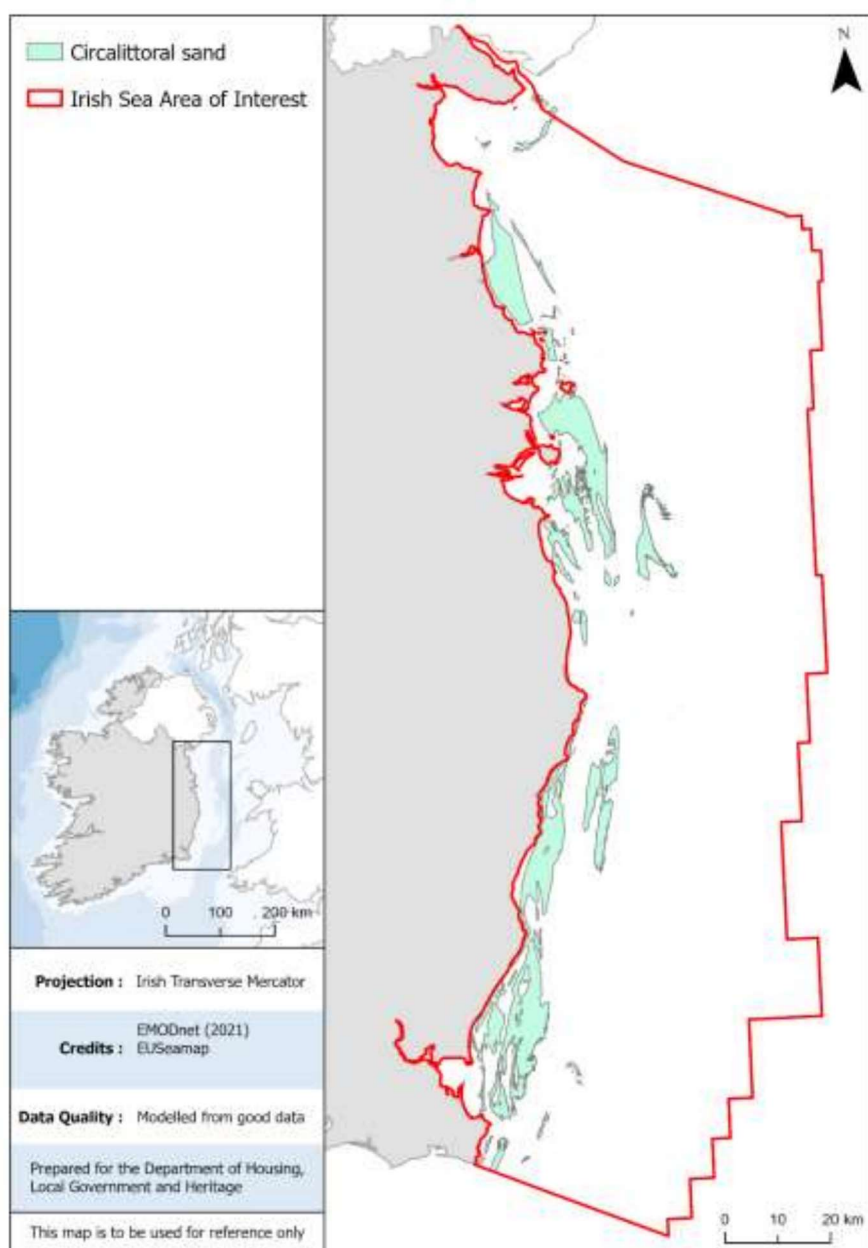 Circalittoral sand
Irish Sea Area of Interest
N
0 100 200 km
Projection : Irish Transverse Mercator
Credits : EMODnet (2021)
EUSeamap
Data Quality : Modelled from good data
Prepared for the Department of Housing,
Local Government and Heritage
This map is to be used for reference only
0 10 20 km